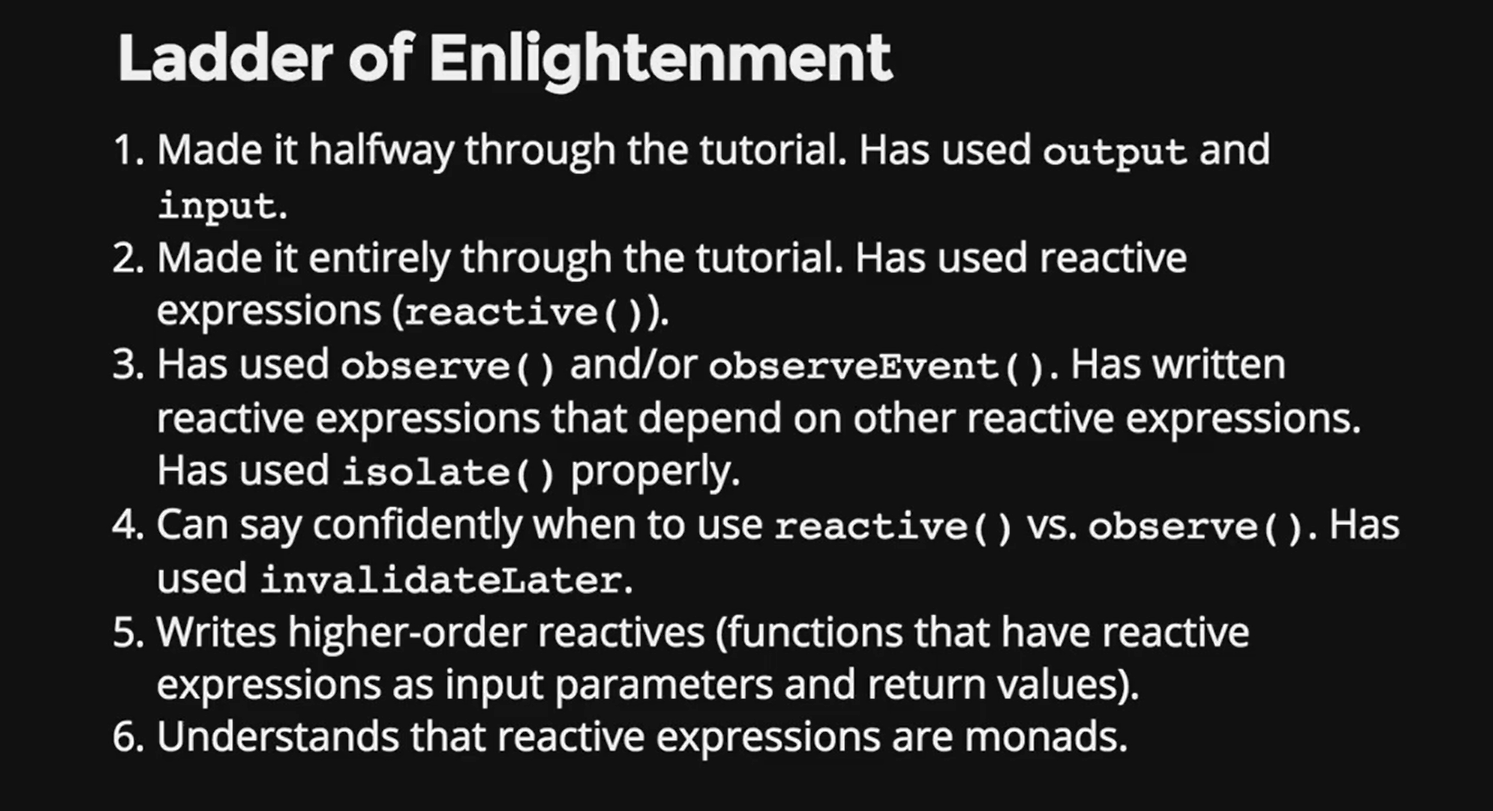 Ladder of Enlightenment
1. Made it halfway through the tutorial. Has used output and
input.
2. Made it entirely through the tutorial. Has used reactive
expressions (reactive()).
3. Has used observe() and/or observeEvent(). Has written
reactive expressions that depend on other reactive expressions.
Has used isolate() properly.
4. Can say confidently when to use reactive() vs. observe(). Has
used invalidateLater.
5. Writes higher-order reactives (functions that have reactive
expressions as input parameters and return values).
6. Understands that reactive expressions are monads.